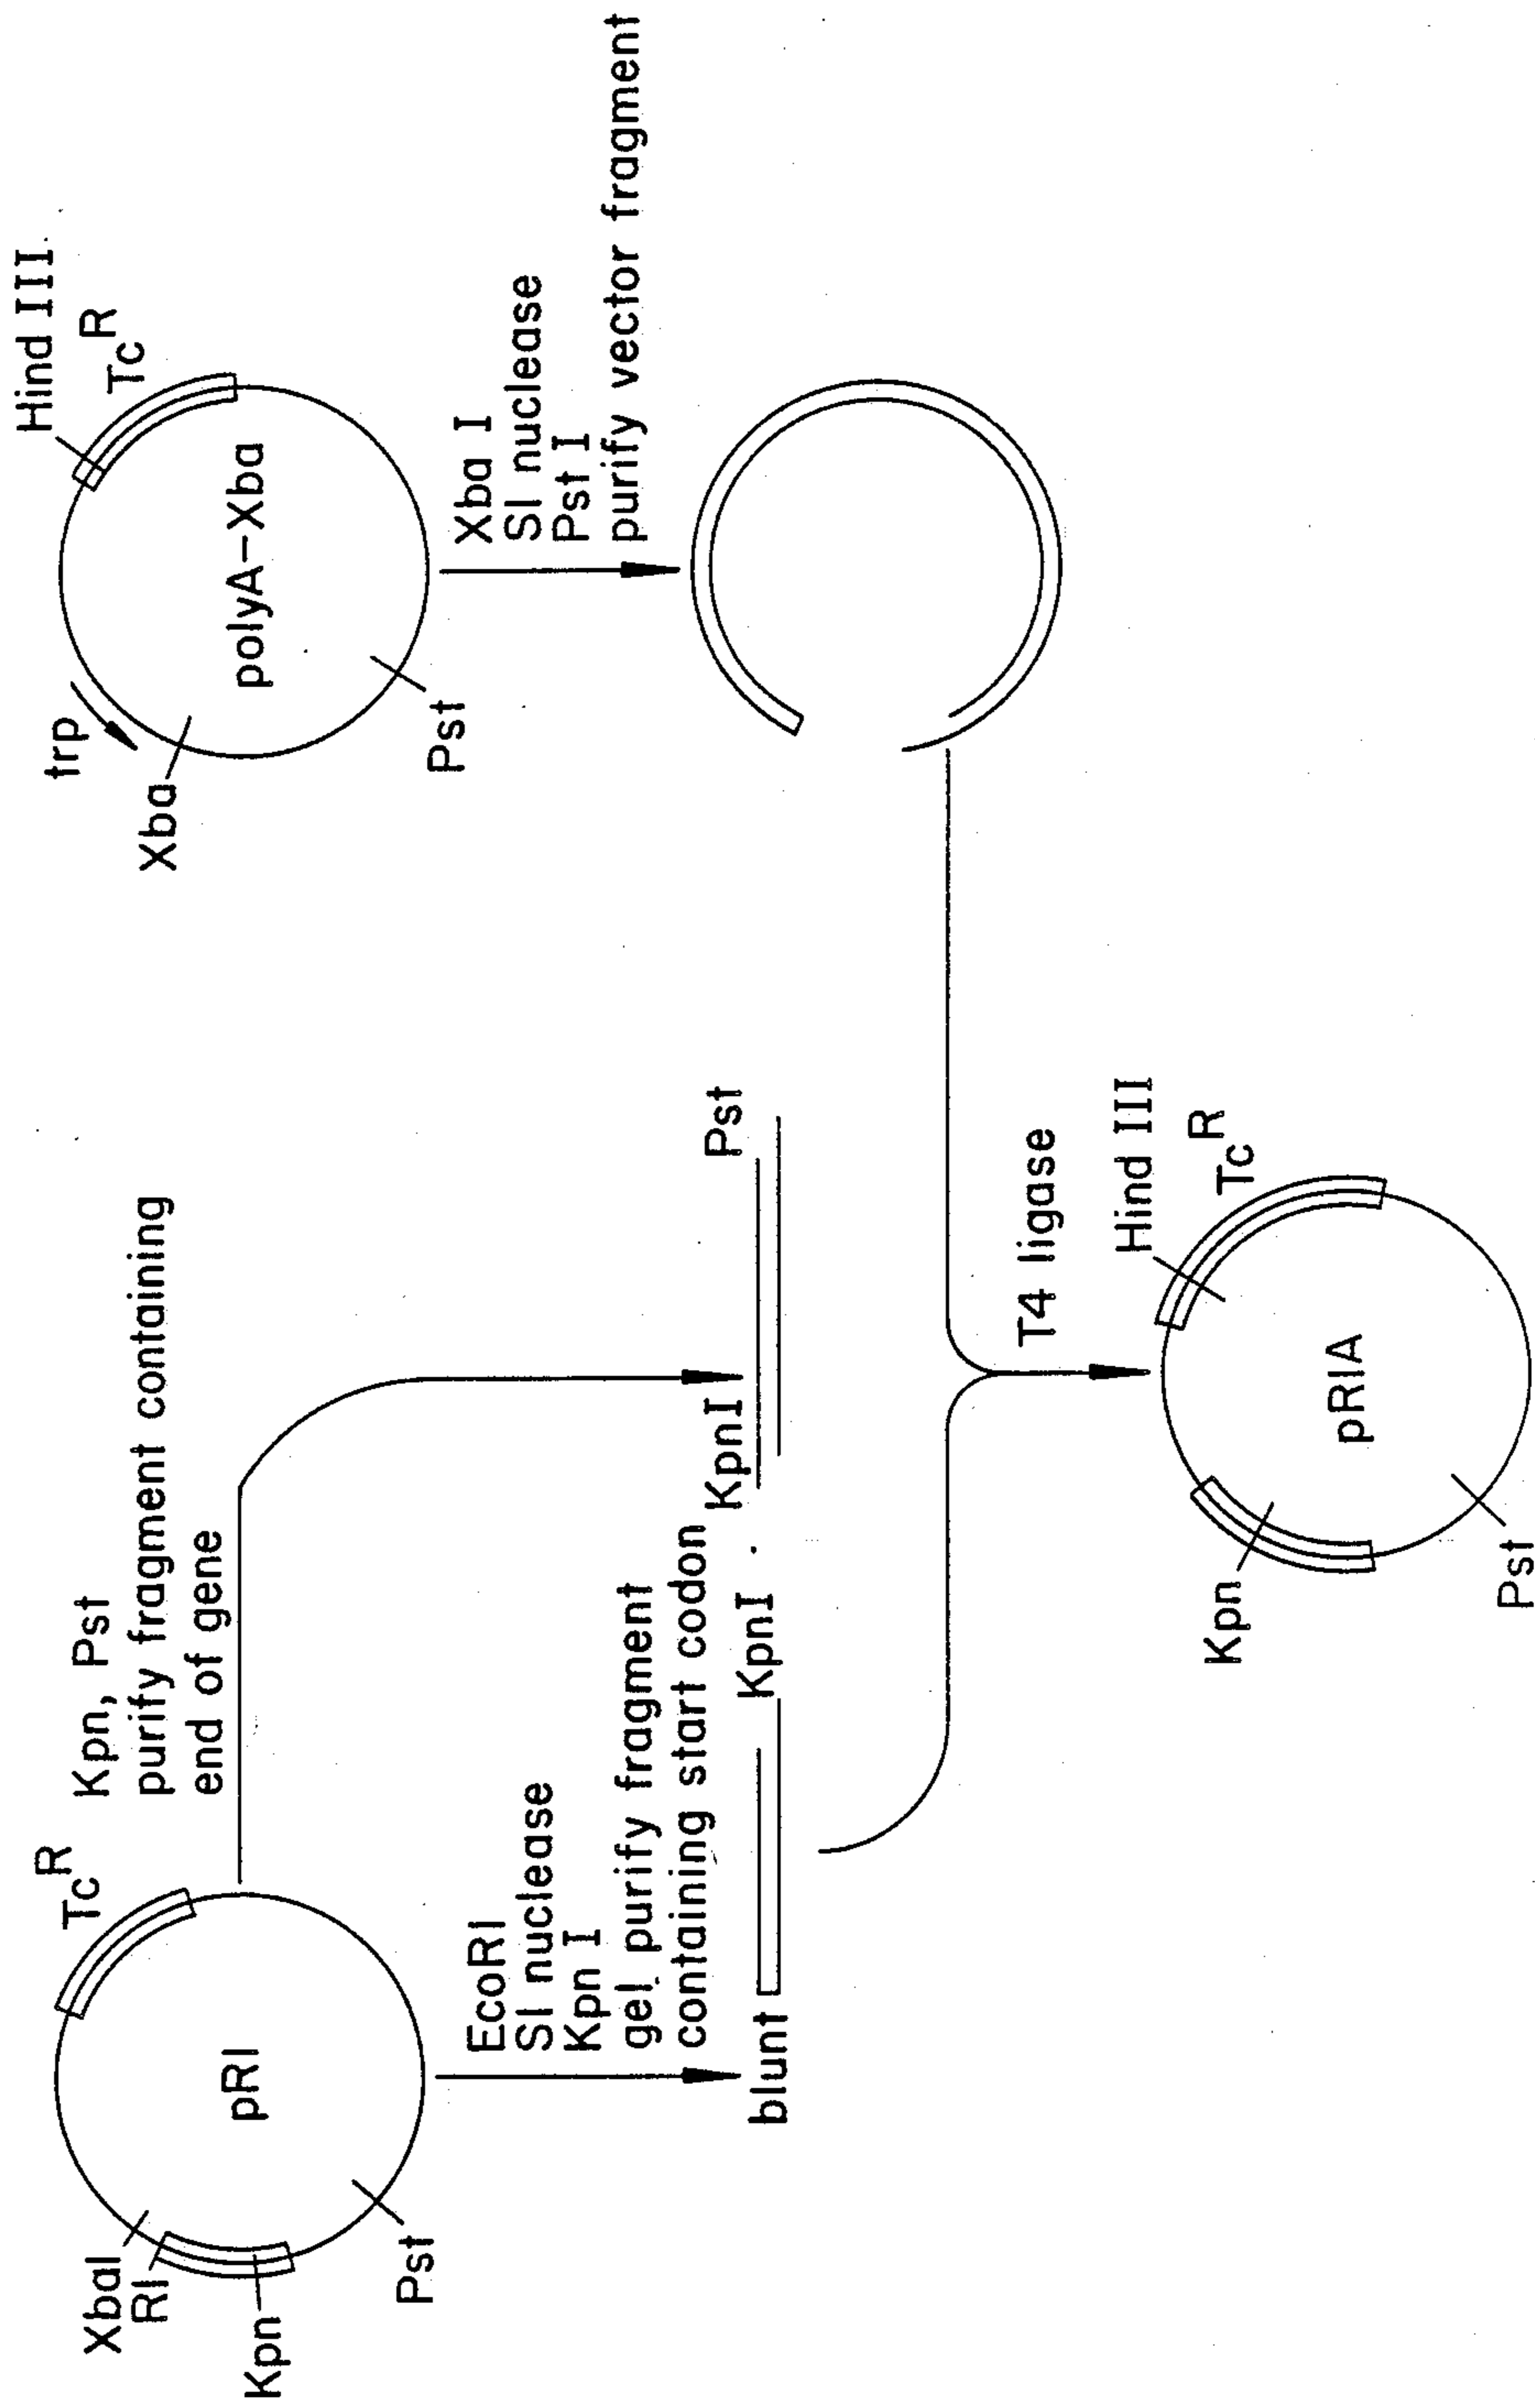 XbaI
RI
Kpn
Pst
Tc^R
pRI
Kpn, Pst
purify fragment containing
end of gene
EcoRI
SI nuclease
Kpn I
gel purify fragment
containing start codon
blunt
KpnI
KpnI
Pst
trp
Xba
Hind III
Tc^R
polyA-Xba
Pst
Xba I
SI nuclease
Pst I
purify vector fragment
T4 ligase
Kpn
Hind III
Tc^R
pRIA
Pst